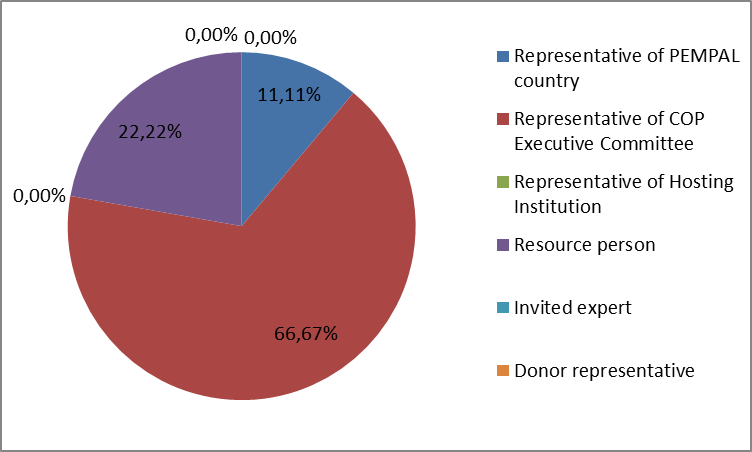 0,00% 0,00%
11,11%
22,22%
0,00%
66,67%
Representative of PEMPAL
country
Representative of COP
Executive Committee
Representative of Hosting
Institution
Resource person
Invited expert
Donor representative